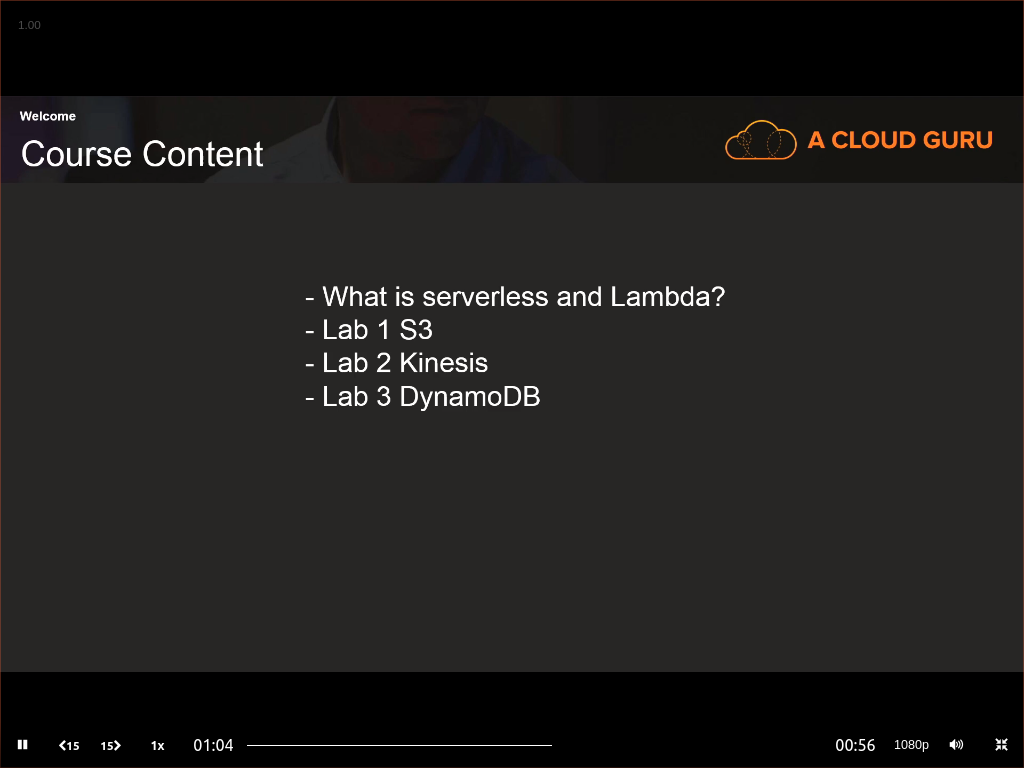 1.00
Welcome
Course Content
A CLOUD GURU
- What is serverless and Lambda?
- Lab 1 S3
- Lab 2 Kinesis
- Lab 3 DynamoDB
15 15 1x 01:04 00:56 1080p